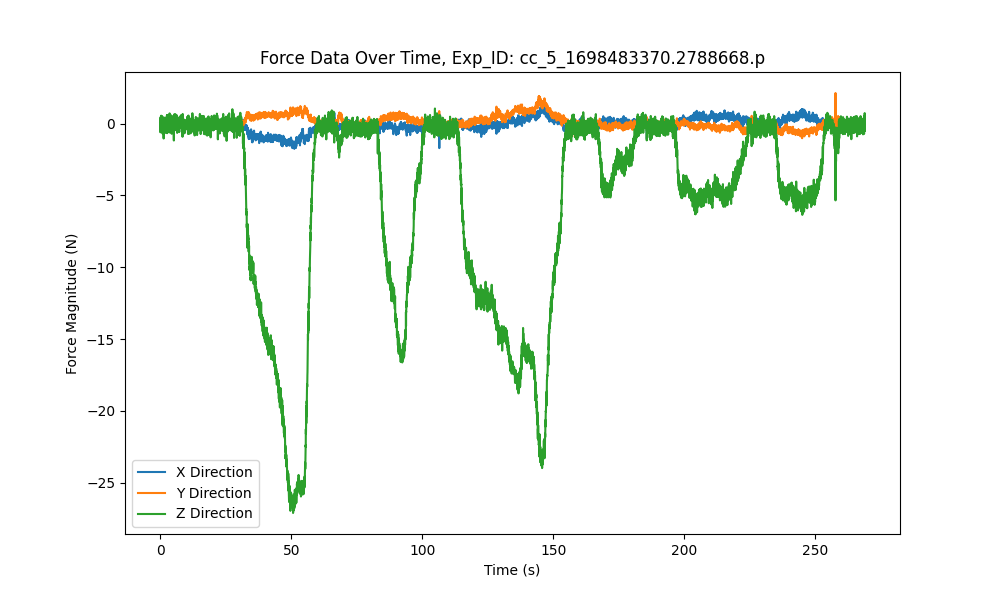 Force Data Over Time, Exp_ID: cc_5_1698483370.2788668.p
Force Magnitude (N)
0
−5
−10
−15
−20
−25
X Direction
Y Direction
Z Direction
0 50 100 150 200 250
Time (s)